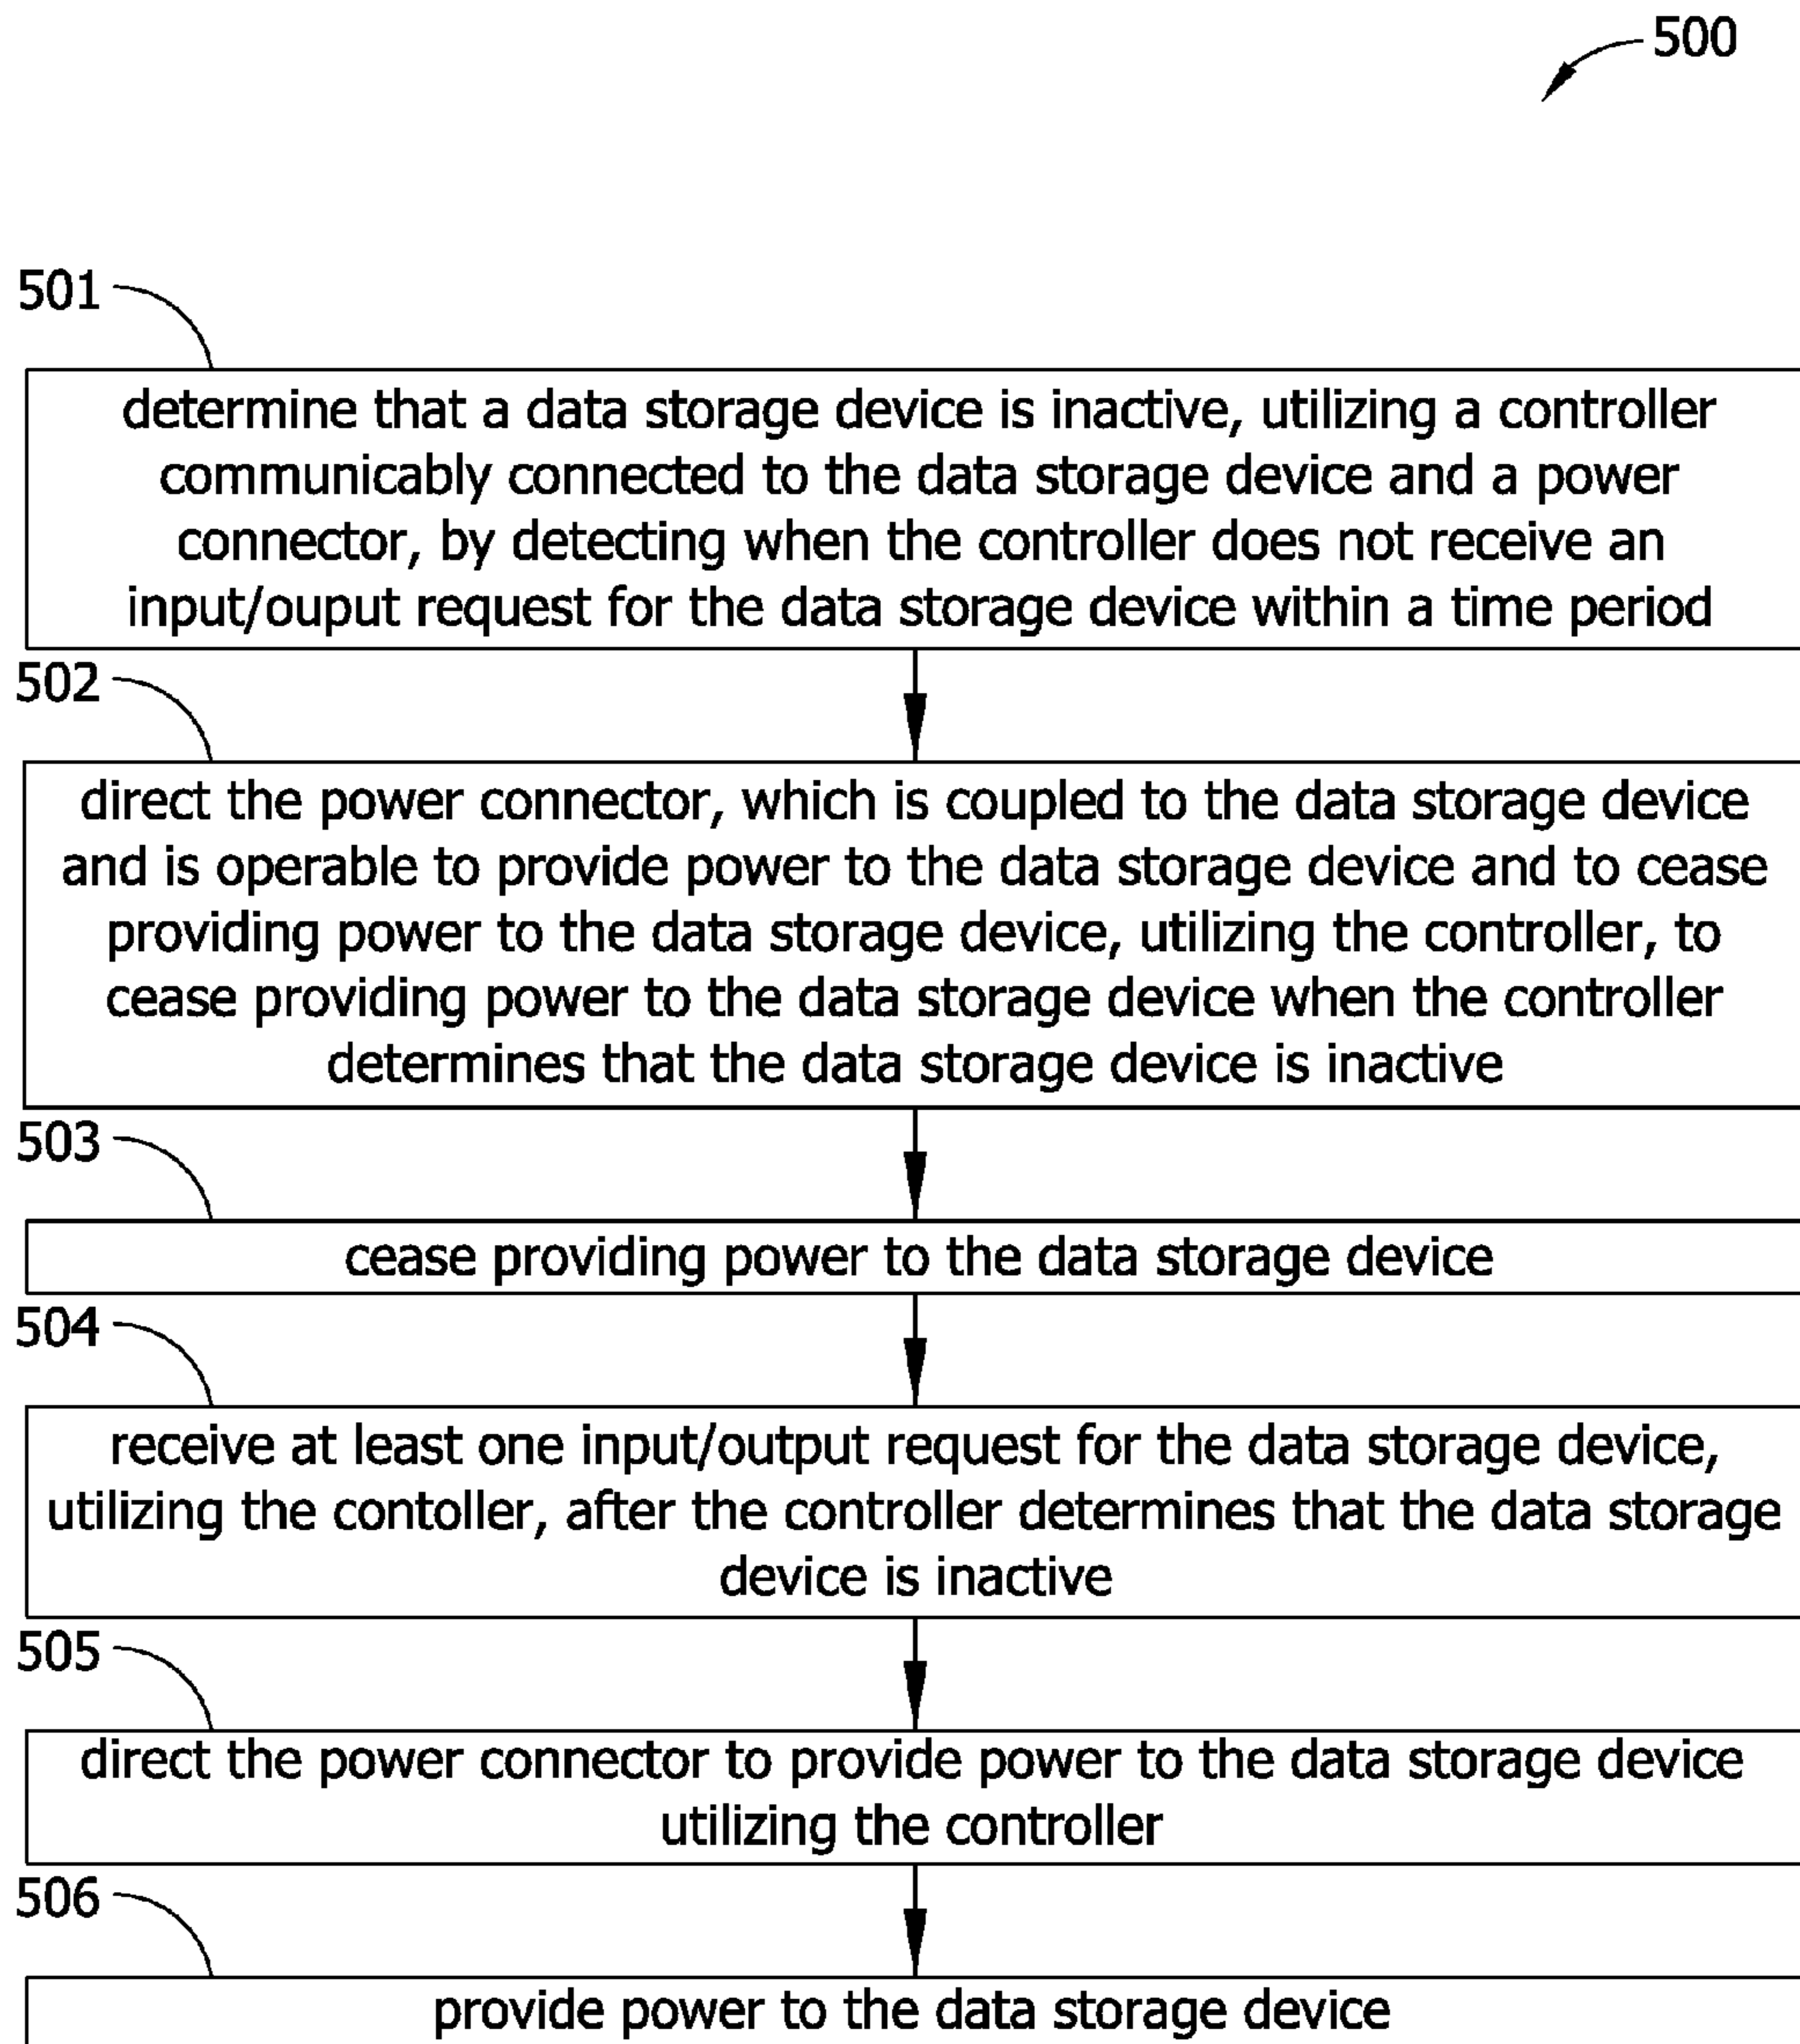 500
501
determine that a data storage device is inactive, utilizing a controller
communicably connected to the data storage device and a power
connector, by detecting when the controller does not receive an
input/ouput request for the data storage device within a time period
502
direct the power connector, which is coupled to the data storage device
and is operable to provide power to the data storage device and to cease
providing power to the data storage device, utilizing the controller, to
cease providing power to the data storage device when the controller
determines that the data storage device is inactive
503
cease providing power to the data storage device
504
receive at least one input/output request for the data storage device,
utilizing the contoller, after the controller determines that the data storage
device is inactive
505
direct the power connector to provide power to the data storage device
utilizing the controller
506
provide power to the data storage device